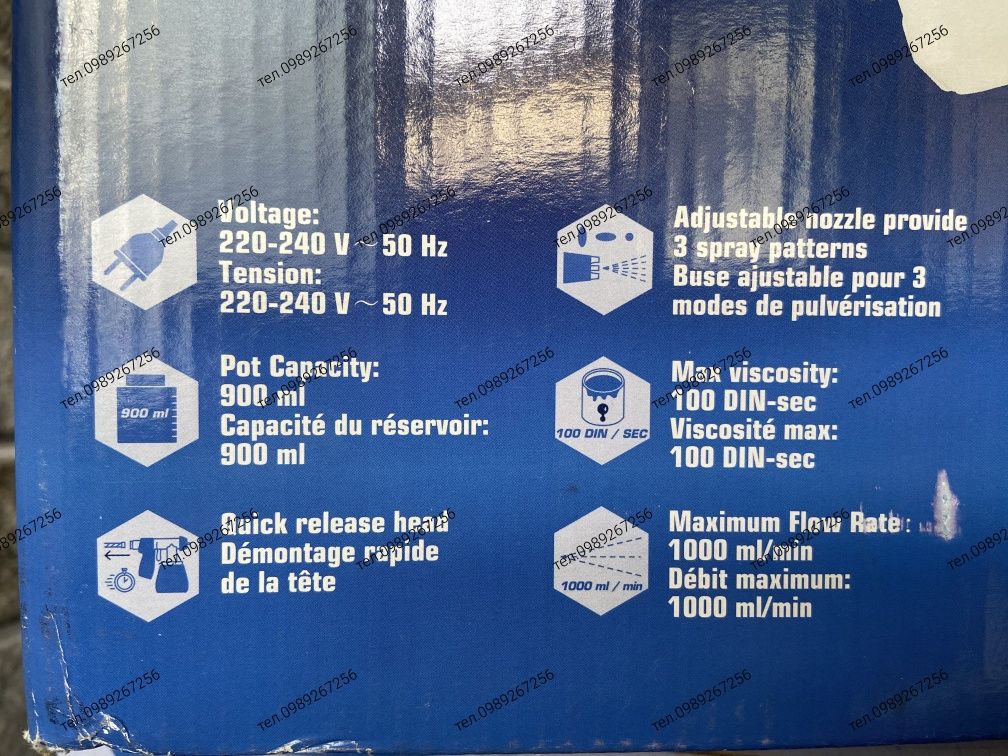 Voltage:
220-240 V ~ 50 Hz
Tension:
220-240 V ~ 50 Hz
Adjustable nozzle provide
3 spray patterns
Buse ajustable pour 3
modes de pulvérisation
900 ml
Pot Capacity:
900 ml
Capacité du réservoir:
900 ml
100 DIN / SEC
Max viscosity:
100 DIN-sec
Viscosité max:
100 DIN-sec
Quick release head
Démontage rapide
de la tête
1000 ml / min
Maximum Flow Rate:
1000 ml/min
Débit maximum:
1000 ml/min
тел.0989267256